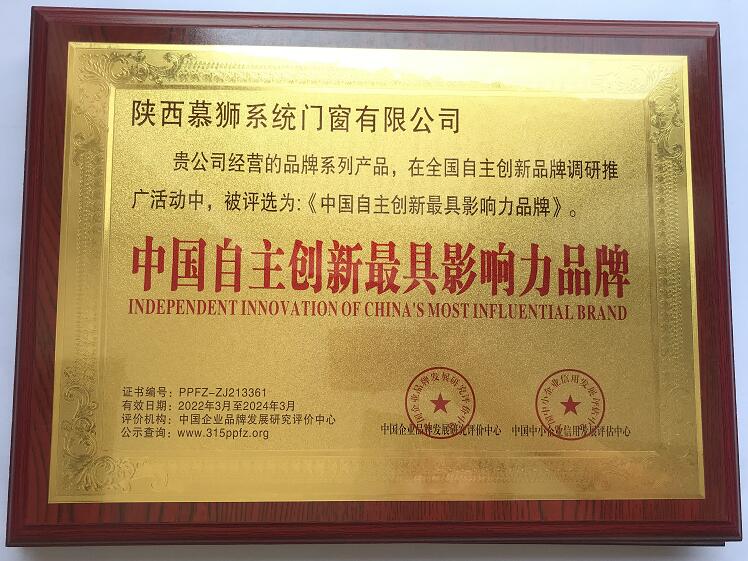 陕西慕狮系统门窗有限公司
贵公司经营的品牌系列产品，在全国自主创新品牌调研推
广活动中，被评选为:《中国自主创新最具影响力品牌》。
中国自主创新最具影响力品牌
INDEPENDENT INNOVATION OF CHINA'S MOST INFLUENTIAL BRAND
证书编号：PPFZ-ZJ213361
有效日期：2022年3月至2024年3月
评价机构：中国企业品牌发展研究评价中心
公示查询：www.315ppfz.org
中国企业品牌发展研究评价中心
中国中小企业信用发展评估中心